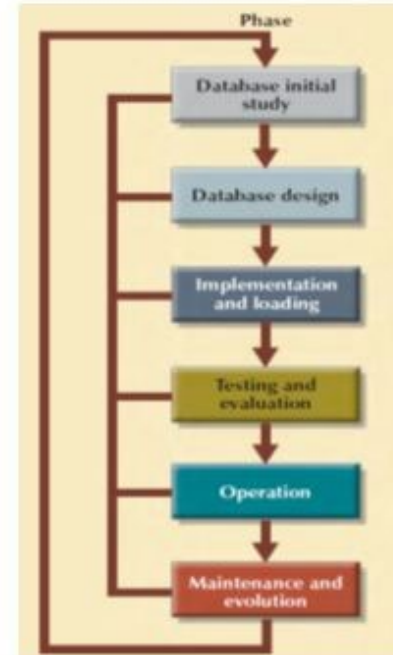 Phase
Database initial
study
Database design
Implementation
and loading
Testing and
evaluation
Operation
Maintenance and
evolution